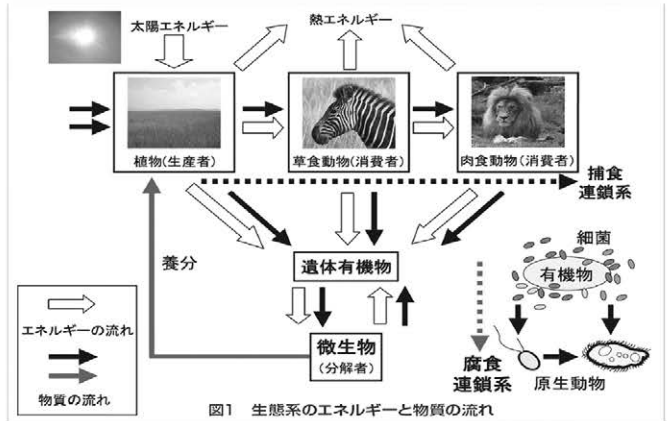 太陽エネルギー
熱エネルギー
植物(生産者)
草食動物(消費者)
肉食動物(消費者)
捕食
連鎖系
養分
遺体有機物
細菌
有機物
エネルギーの流れ
物質の流れ
微生物
(分解者)
腐食
連鎖系
原生動物
図1 生態系のエネルギーと物質の流れ